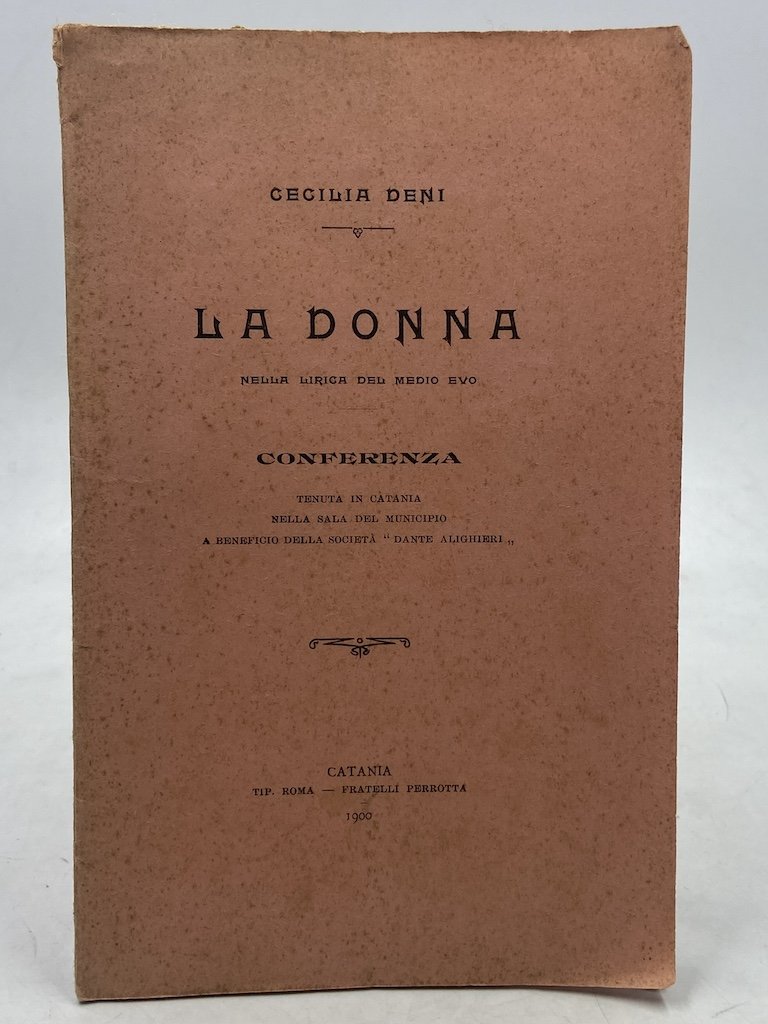 CECILIA DENI
LA DONNA
NELLA LIRICA DEL MEDIO EVO
CONFERENZA
TENUTA IN CATANIA
NELLA SALA DEL MUNICIPIO
A BENEFICIO DELLA SOCIETÀ “ DANTE ALIGHIERI „
CATANIA
TIP. ROMA — FRATELLI PERROTTA
1900